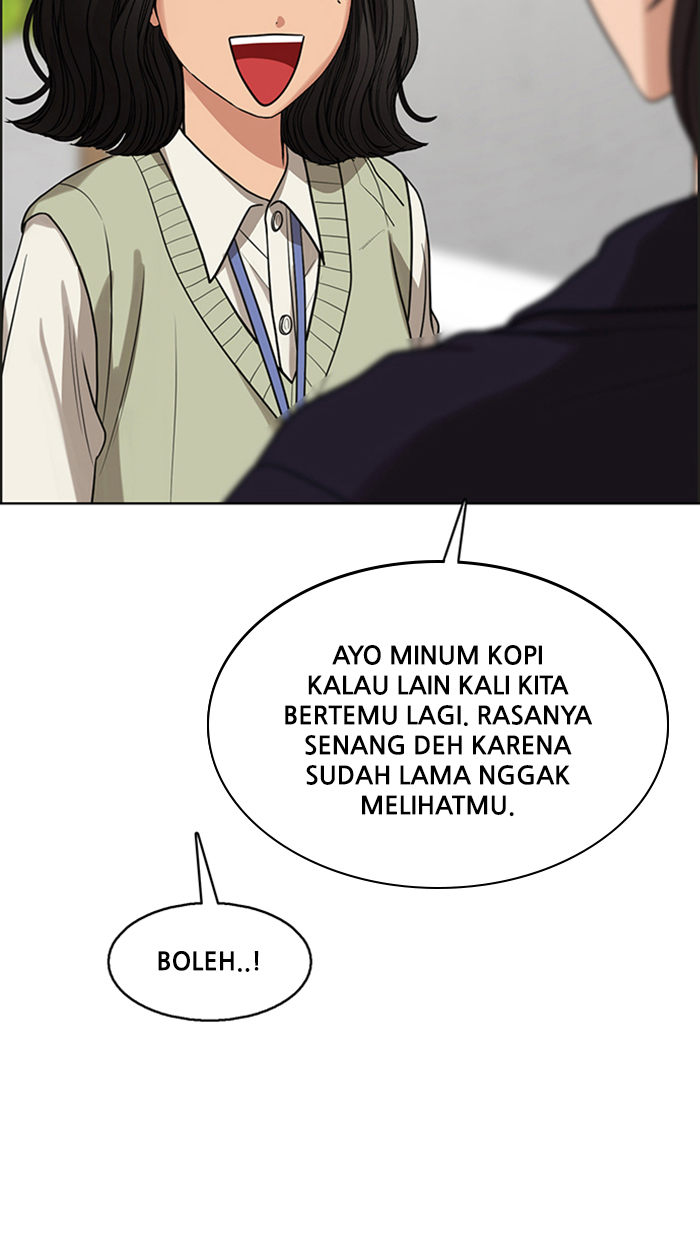 AYO MINUM KOPI
KALAU LAIN KALI KITA
BERTEMU LAGI. RASANYA
SENANG DEH KARENA
SUDAH LAMA NGGAK
MELIHATMU.
BOLEH..!